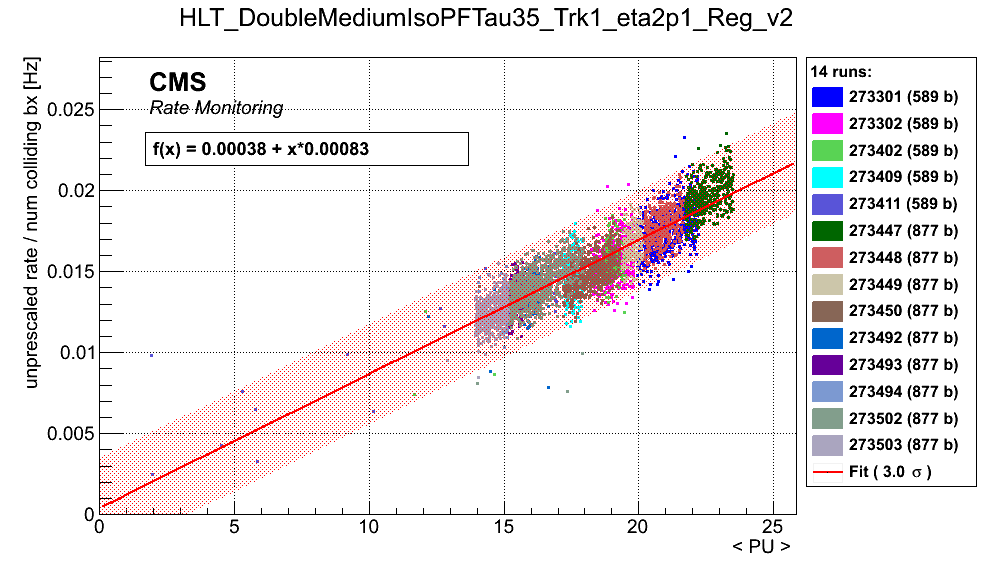 HLT_DoubleMediumIsoPFTau35_Trk1_eta2p1_Reg_v2
unprescaled rate / num colliding bx [Hz]
CMS
Rate Monitoring
f(x) = 0.00038 + x*0.00083
0.025
0.02
0.015
0.01
0.005
0
0 5 10 15 20 25
< PU >
14 runs:
273301 (589 b)
273302 (589 b)
273402 (589 b)
273409 (589 b)
273411 (589 b)
273447 (877 b)
273448 (877 b)
273449 (877 b)
273450 (877 b)
273492 (877 b)
273493 (877 b)
273494 (877 b)
273502 (877 b)
273503 (877 b)
Fit ( 3.0 σ )